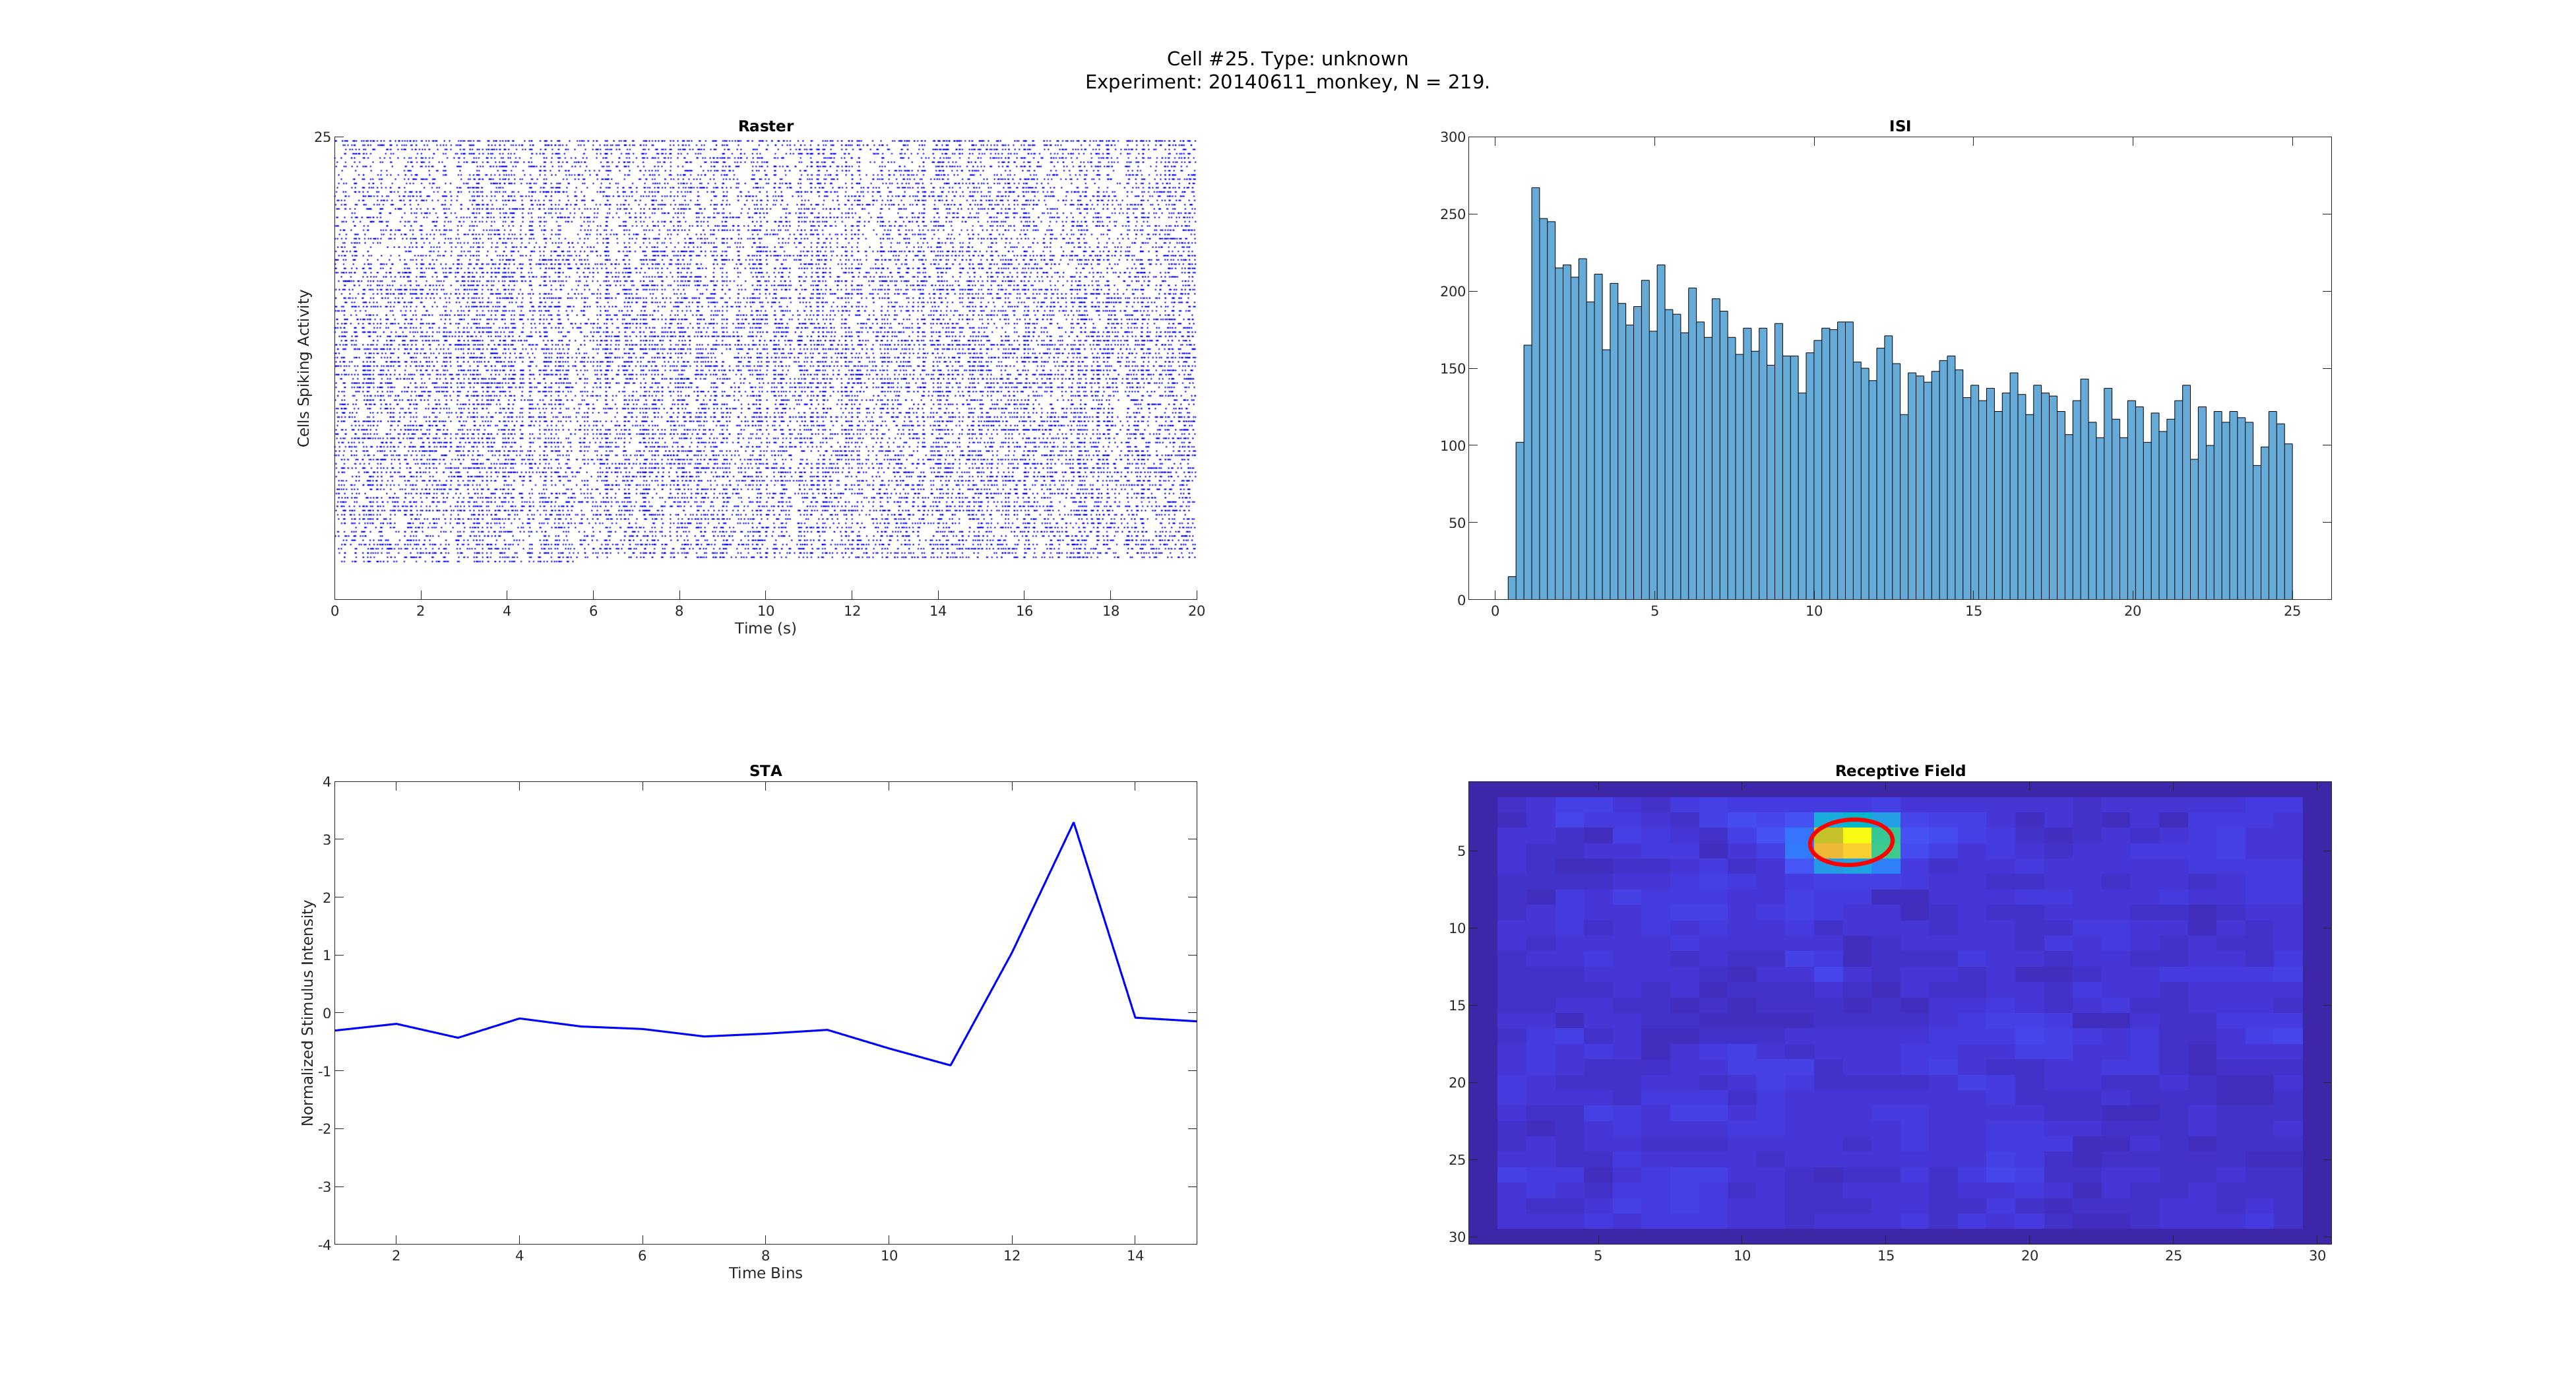 Cell #25. Type: unknown
Experiment: 20140611_monkey, N = 219.
Raster
25
Cells Spiking Activity
0 2 4 6 8 10 12 14 16 18 20
Time (s)
ISI
300
250
200
150
100
50
0
0 5 10 15 20 25
STA
4
3
2
1
0
-1
-2
-3
-4
Normalized Stimulus Intensity
2 4 6 8 10 12 14
Time Bins
Receptive Field
5
10
15
20
25
30
5 10 15 20 25 30